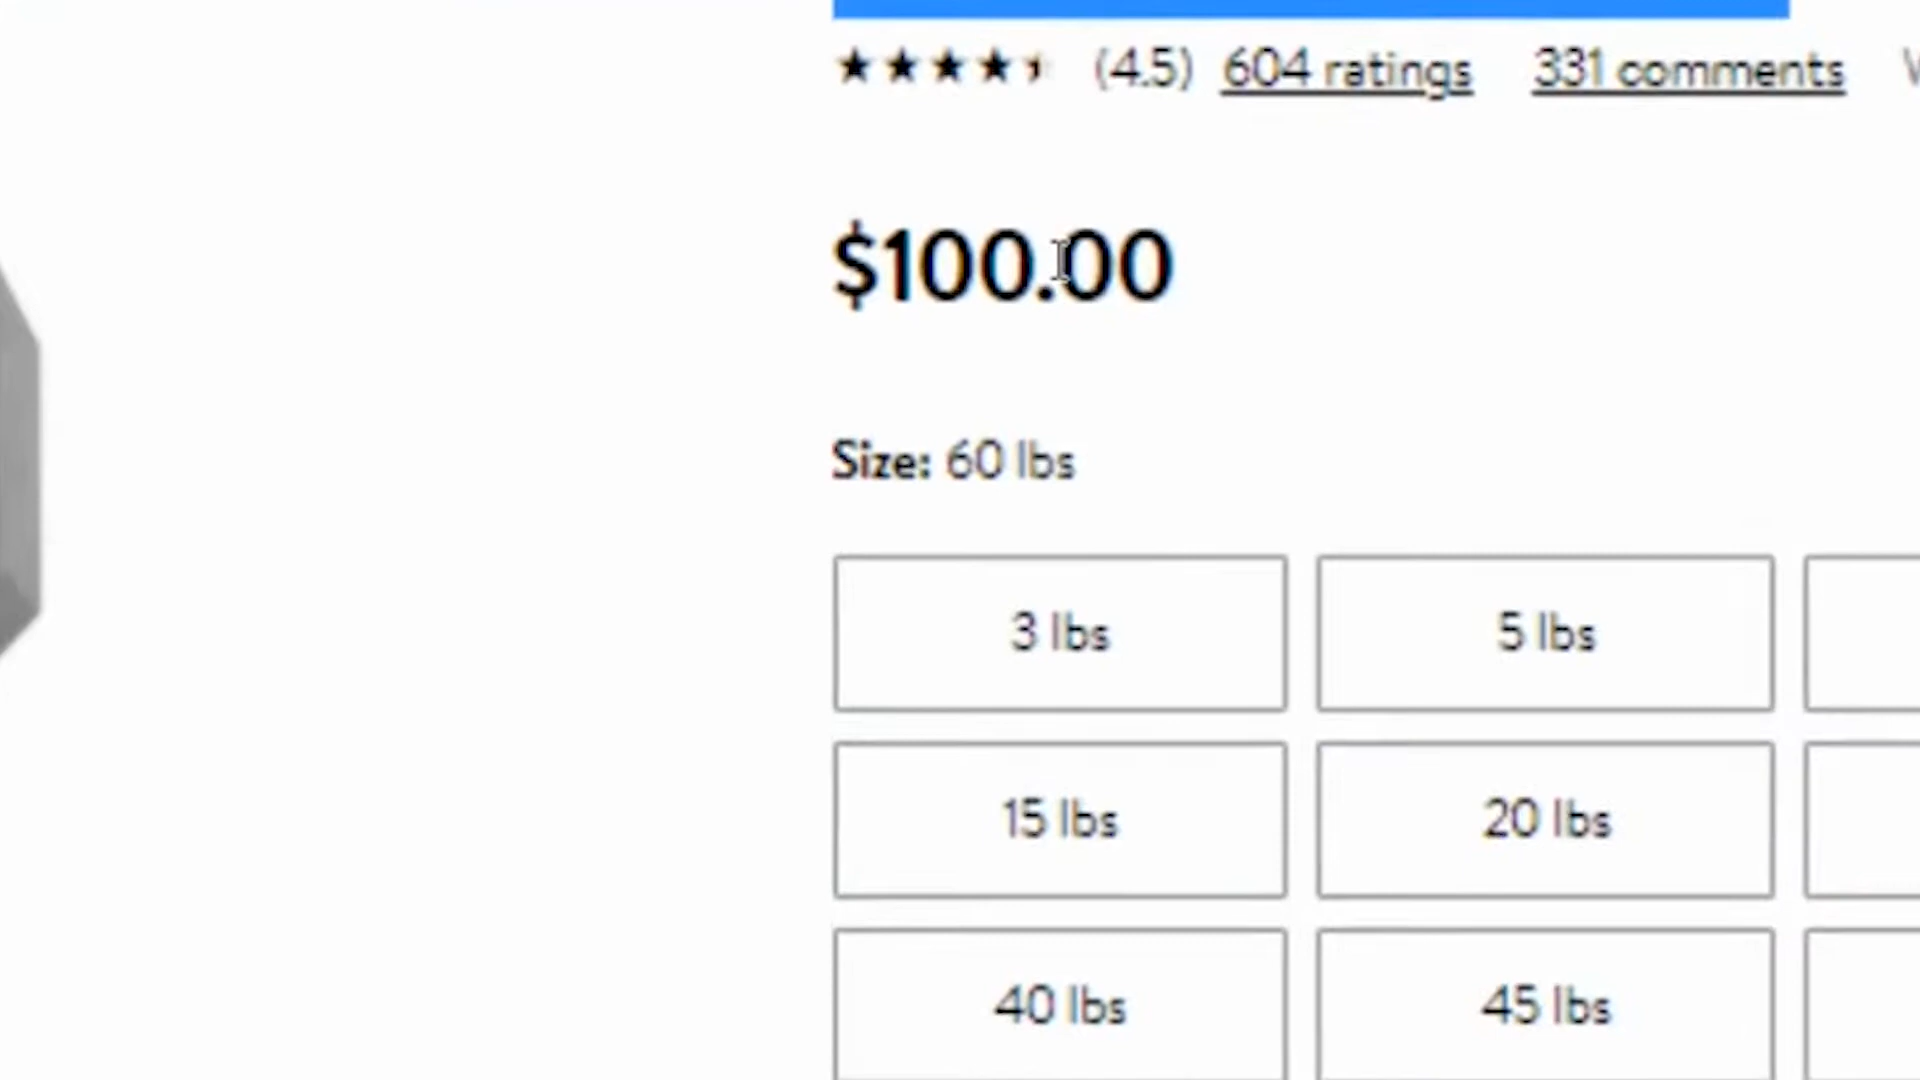 (4.5) 604 ratings 331 comments
$100.00
Size: 60 lbs
3 lbs 5 lbs
15 lbs 20 lbs
40 lbs 45 lbs